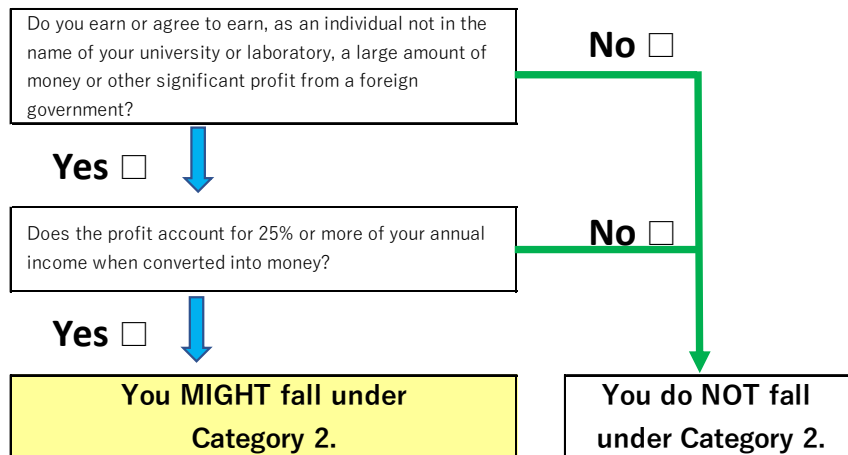 Do you earn or agree to earn, as an individual not in the
name of your university or laboratory, a large amount of
money or other significant profit from a foreign
government?
No □
Yes □
Does the profit account for 25% or more of your annual
income when converted into money?
No □
Yes □
You MIGHT fall under
Category 2.
You do NOT fall
under Category 2.